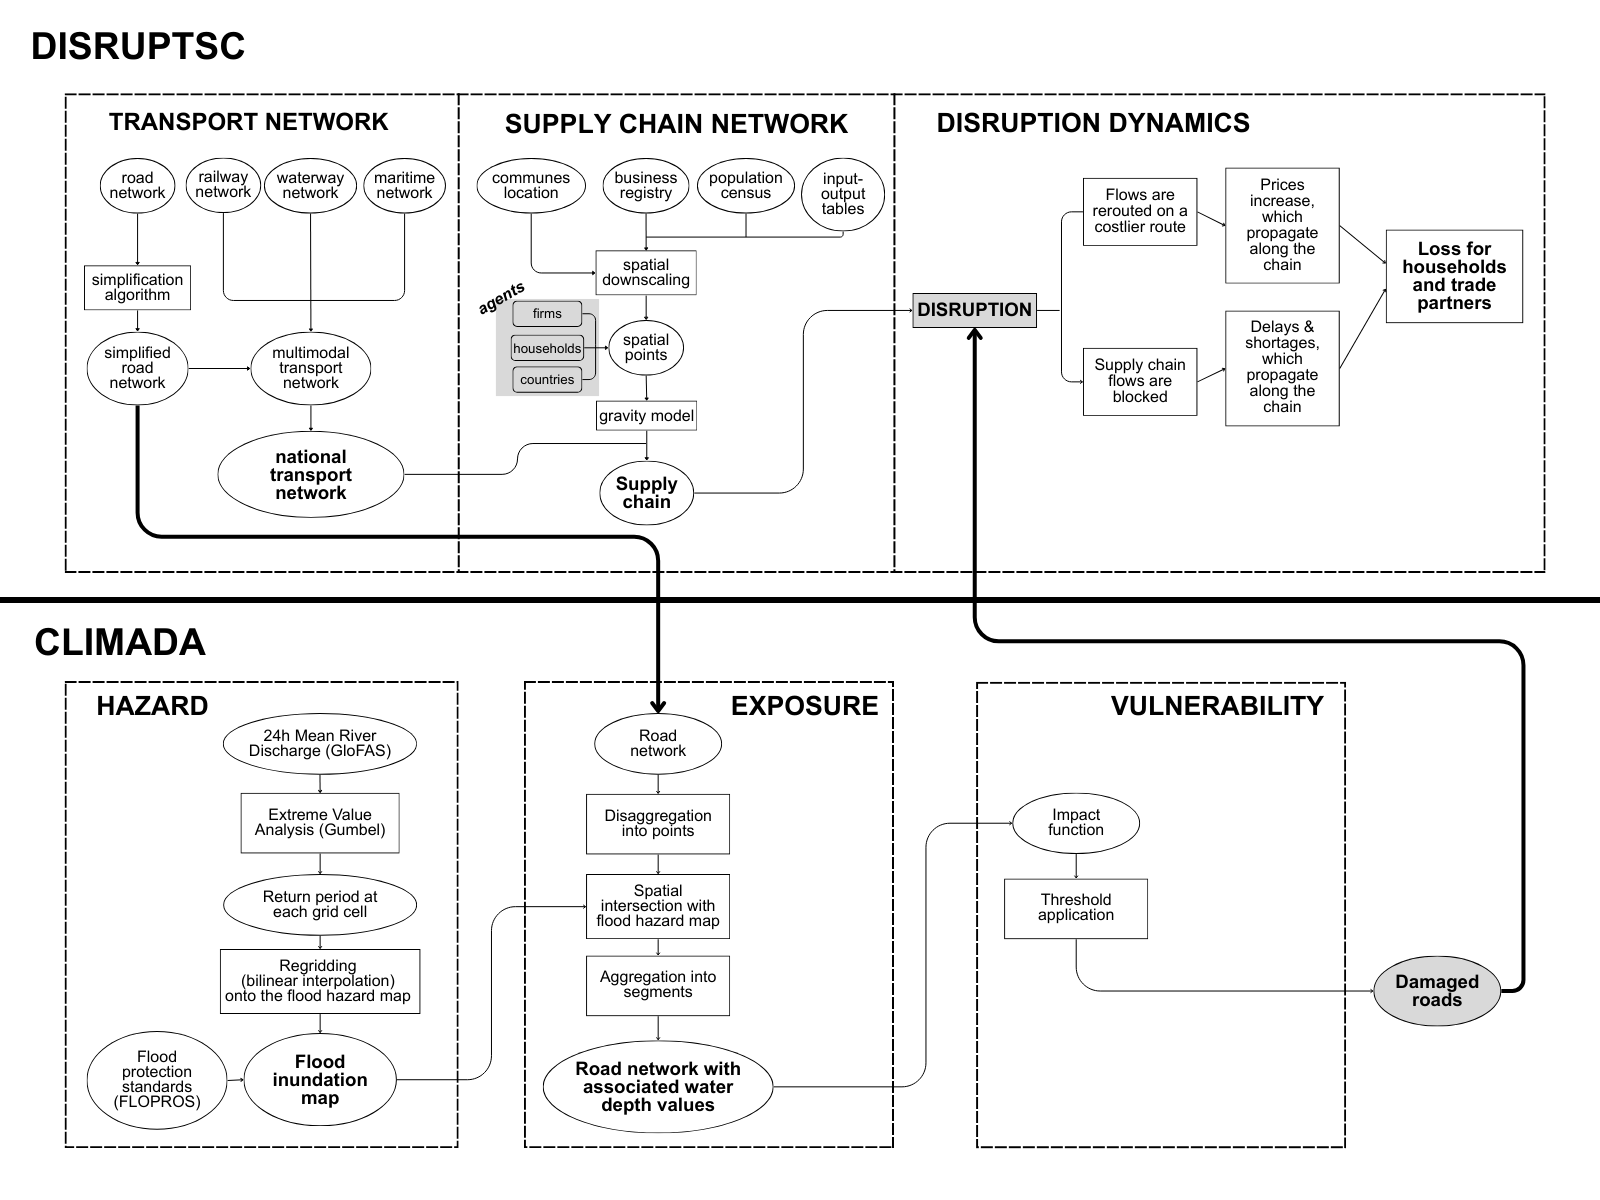 DISRUPTSC
TRANSPORT NETWORK
road
network
railway
network
waterway
network
maritime
network
simplification
algorithm
simplified
road
network
multimodal
transport
network
national
transport
network
SUPPLY CHAIN NETWORK
communes
location
business
registry
population
census
input-
output
tables
spatial
downscaling
agents
firms
households
countries
spatial
points
gravity model
Supply
chain
DISRUPTION DYNAMICS
DISRUPTION
Flows are
rerouted on a
costlier route
Prices
increase,
which
propagate
along the
chain
Supply chain
flows are
blocked
Delays &
shortages,
which
propagate
along the
chain
Loss for
households
and trade
partners
CLIMADA
HAZARD
24h Mean River
Discharge (GloFAS)
Extreme Value
Analysis (Gumbel)
Return period at
each grid cell
Regridding
(bilinear interpolation)
onto the flood hazard map
Flood
protection
standards
(FLOPROS)
Flood
inundation
map
EXPOSURE
Road
network
Disaggregation
into points
Spatial
intersection with
flood hazard map
Aggregation into
segments
Road network with
associated water
depth values
VULNERABILITY
Impact
function
Threshold
application
Damaged
roads